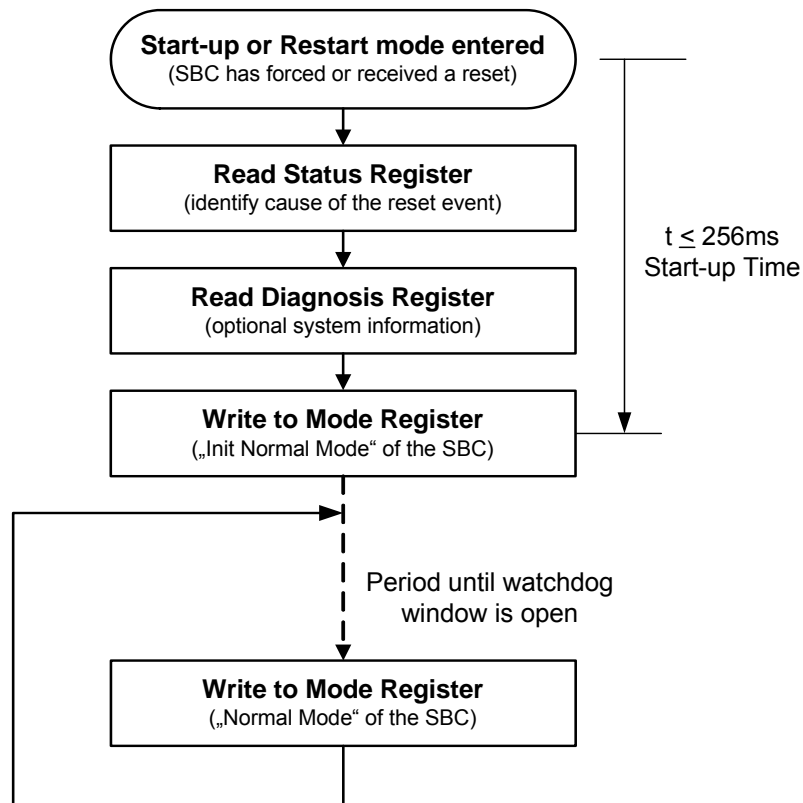 Start-up or Restart mode entered
(SBC has forced or received a reset)
Read Status Register
(identify cause of the reset event)
t ≤ 256ms
Start-up Time
Read Diagnosis Register
(optional system information)
Write to Mode Register
(„Init Normal Mode“ of the SBC)
Period until watchdog
window is open
Write to Mode Register
(„Normal Mode“ of the SBC)